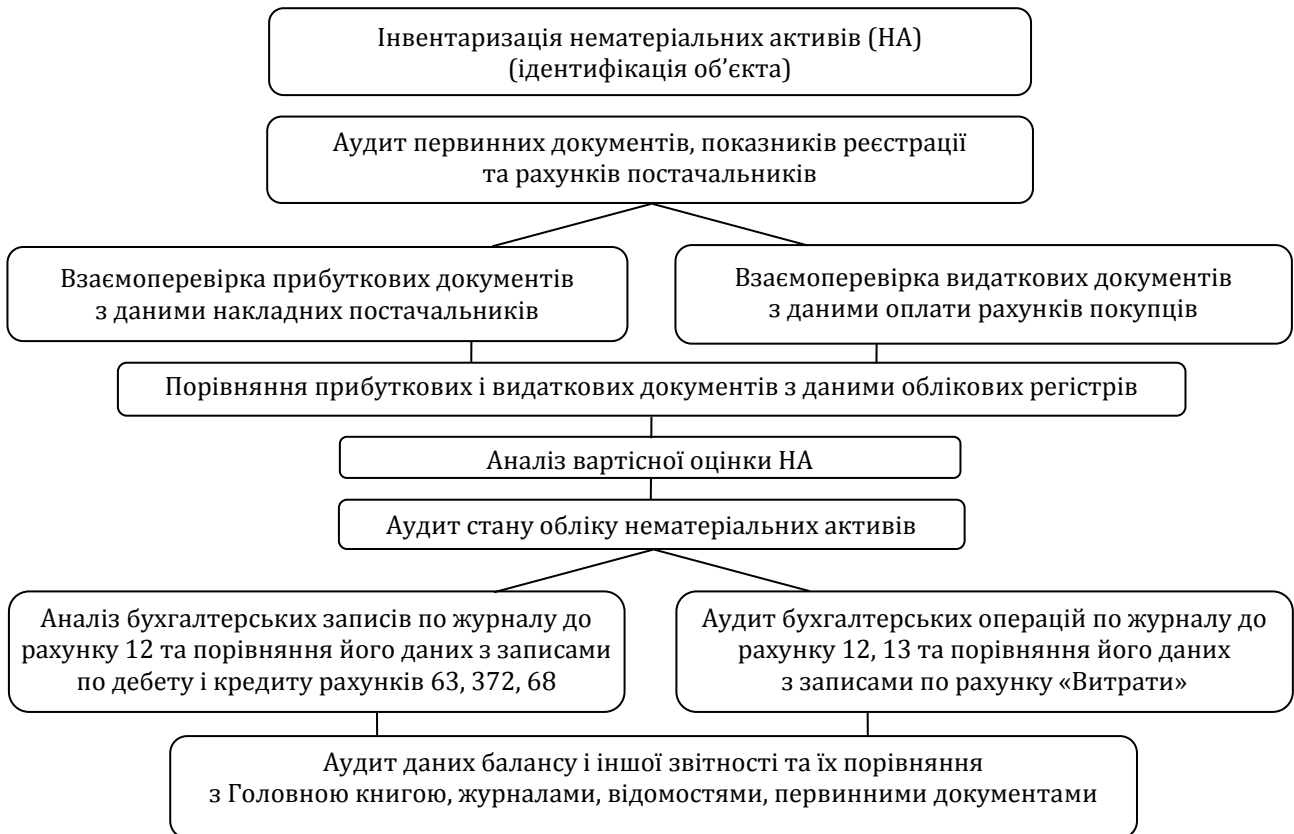 Інвентаризація нематеріальних активів (НА)
(ідентифікація об’єкта)
Аудит первинних документів, показників реєстрації
та рахунків постачальників
Взаємоперевірка прибуткових документів
з даними накладних постачальників
Взаємоперевірка видаткових документів
з даними оплати рахунків покупців
Порівняння прибуткових і видаткових документів з даними облікових регістрів
Аналіз вартісної оцінки НА
Аудит стану обліку нематеріальних активів
Аналіз бухгалтерських записів по журналу до
рахунку 12 та порівняння його даних з записами
по дебету і кредиту рахунків 63, 372, 68
Аудит бухгалтерських операцій по журналу до
рахунку 12, 13 та порівняння його даних
з записами по рахунку «Витрати»
Аудит даних балансу і іншої звітності та їх порівняння
з Головною книгою, журналами, відомостями, первинними документами